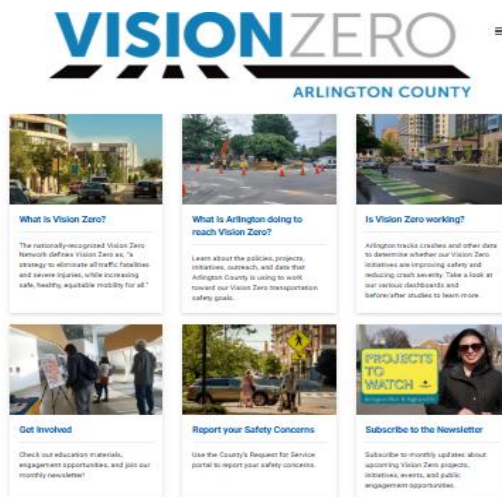 VISIONZERO
ARLINGTON COUNTY
What is Vision Zero?
The nationally-recognized Vision Zero
Network defines Vision Zero as, "a
strategy to eliminate all traffic fatalities
and severe injuries, while increasing
safe, healthy, equitable mobility for all."
What is Arlington doing to
reach Vision Zero?
Learn about the policies, projects,
initiatives, outreach, and data that
Arlington County is using to work
toward our Vision Zero transportation
safety goals.
Is Vision Zero working?
Arlington tracks crashes and other data
to determine whether our Vision Zero
initiatives are improving safety and
reducing crash severity. Take a look at
our various dashboards and
before/after studies to learn more.
Get Involved
Check out education materials,
engagement opportunities, and join our
monthly newsletter!
Report your Safety Concerns
Use the County's Request for Service
portal to report your safety concerns.
PROJECTS
TO
WATCH
Subscribe to the Newsletter
Subscribe to monthly updates about
upcoming Vision Zero projects,
initiatives, events, and public
engagement opportunities.